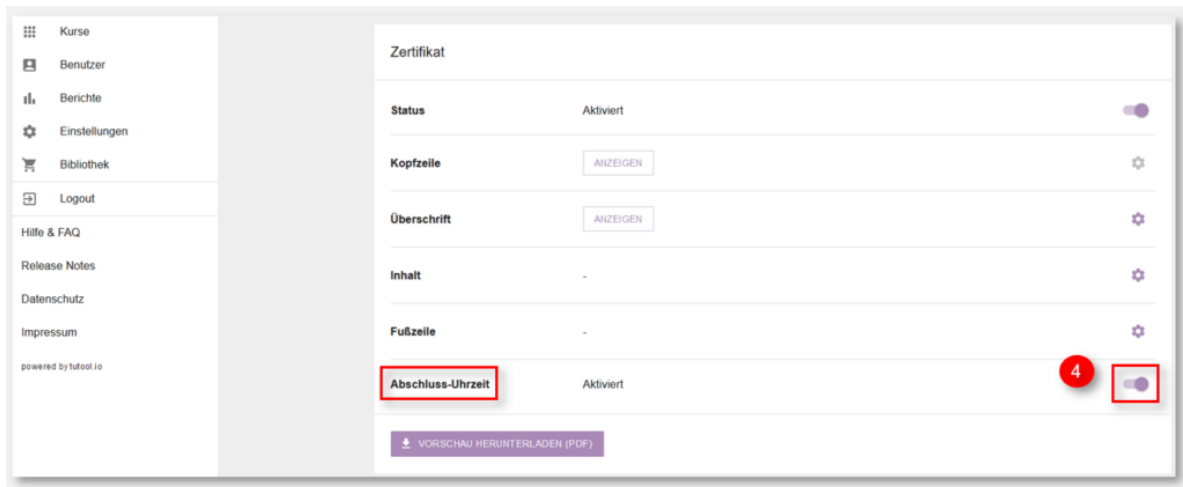 Kurse
Benutzer
Berichte
Einstellungen
Bibliothek
Logout
Hilfe & FAQ
Release Notes
Datenschutz
Impressum
powered by tutool.io
Zertifikat
Status Aktiviert
Kopfzeile ANZEIGEN
Überschrift ANZEIGEN
Inhalt -
Fußzeile -
Abschluss-Uhrzeit Aktiviert 4
VORSCHAU HERUNTERLADEN (PDF)